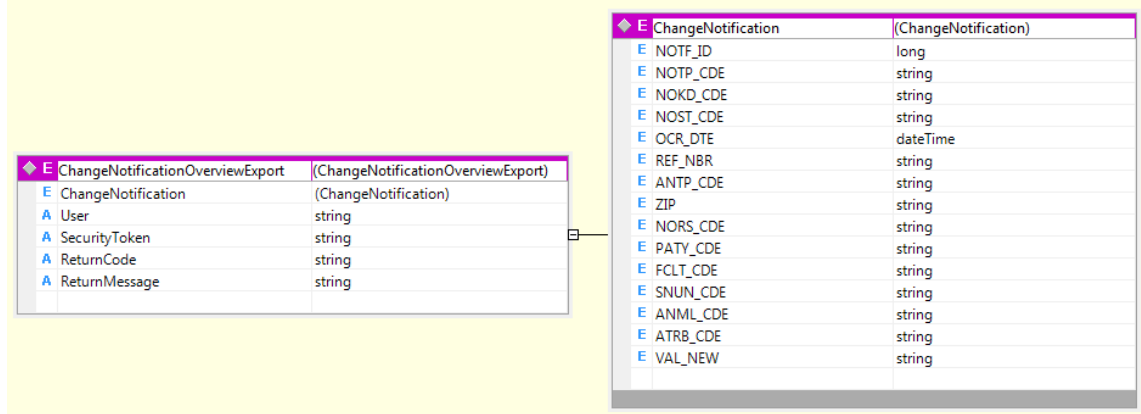 E ChangeNotificationOverviewExport (ChangeNotificationOverviewExport)
E ChangeNotification (ChangeNotification)
A User string
A SecurityToken string
A ReturnCode string
A ReturnMessage string
E ChangeNotification (ChangeNotification)
E NOTF_ID long
E NOTP_CDE string
E NOKD_CDE string
E NOST_CDE string
E OCR_DTE dateTime
E REF_NBR string
E ANTP_CDE string
E ZIP string
E NORS_CDE string
E PATY_CDE string
E FCLT_CDE string
E SNUN_CDE string
E ANML_CDE string
E ATRB_CDE string
E VAL_NEW string